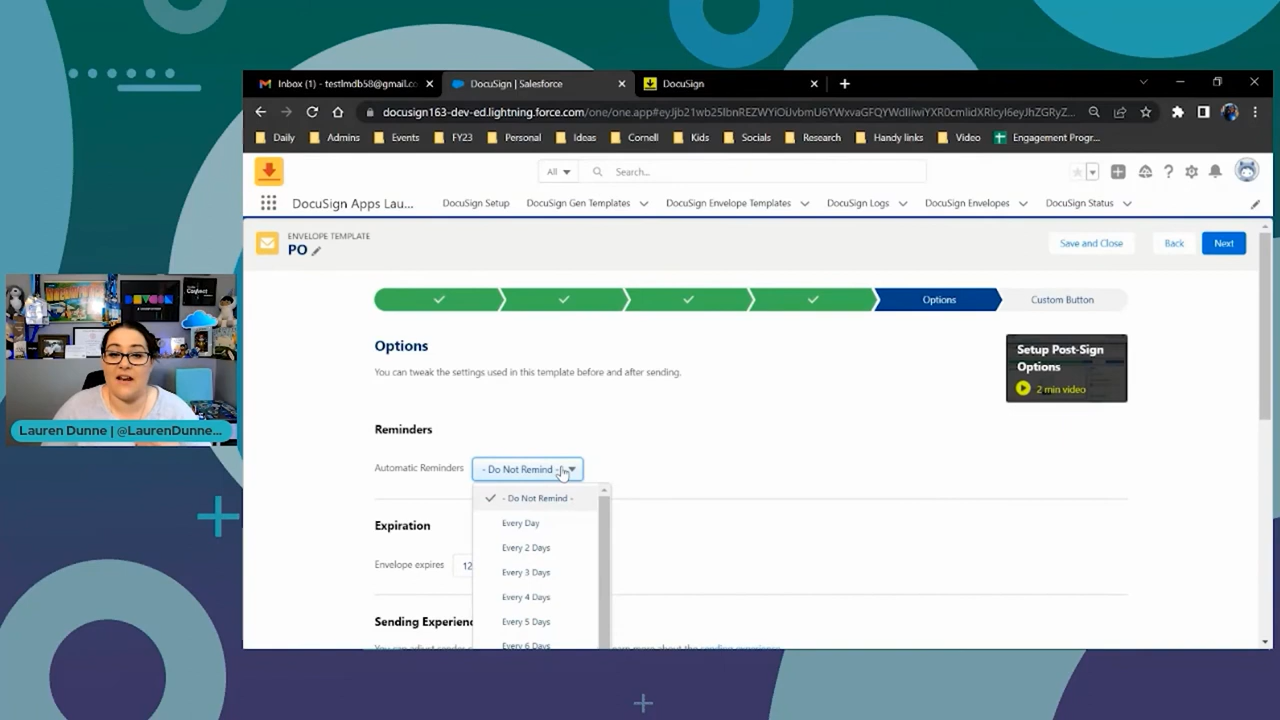 Inbox (1) - testlmdb58@gmail.co
DocuSign | Salesforce
DocuSign
docusign163-dev-ed.lightning.force.com
Daily
Admins
Events
FY23
Personal
Ideas
Cornell
Kids
Socials
Research
Handy links
Video
Engagement Progr...
All
Search...
DocuSign Apps Lau...
DocuSign Setup
DocuSign Gen Templates
DocuSign Envelope Templates
DocuSign Logs
DocuSign Envelopes
DocuSign Status
ENVELOPE TEMPLATE
PO
Save and Close
Back
Next
Options
Custom Button
Options
You can tweak the settings used in this template before and after sending.
Setup Post-Sign
Options
2 min video
Reminders
Automatic Reminders
- Do Not Remind -
- Do Not Remind -
Every Day
Every 2 Days
Every 3 Days
Every 4 Days
Every 5 Days
Every 6 Days
Expiration
Envelope expires
12
Sending Experienc
Lauren Dunne | @LaurenDunne...